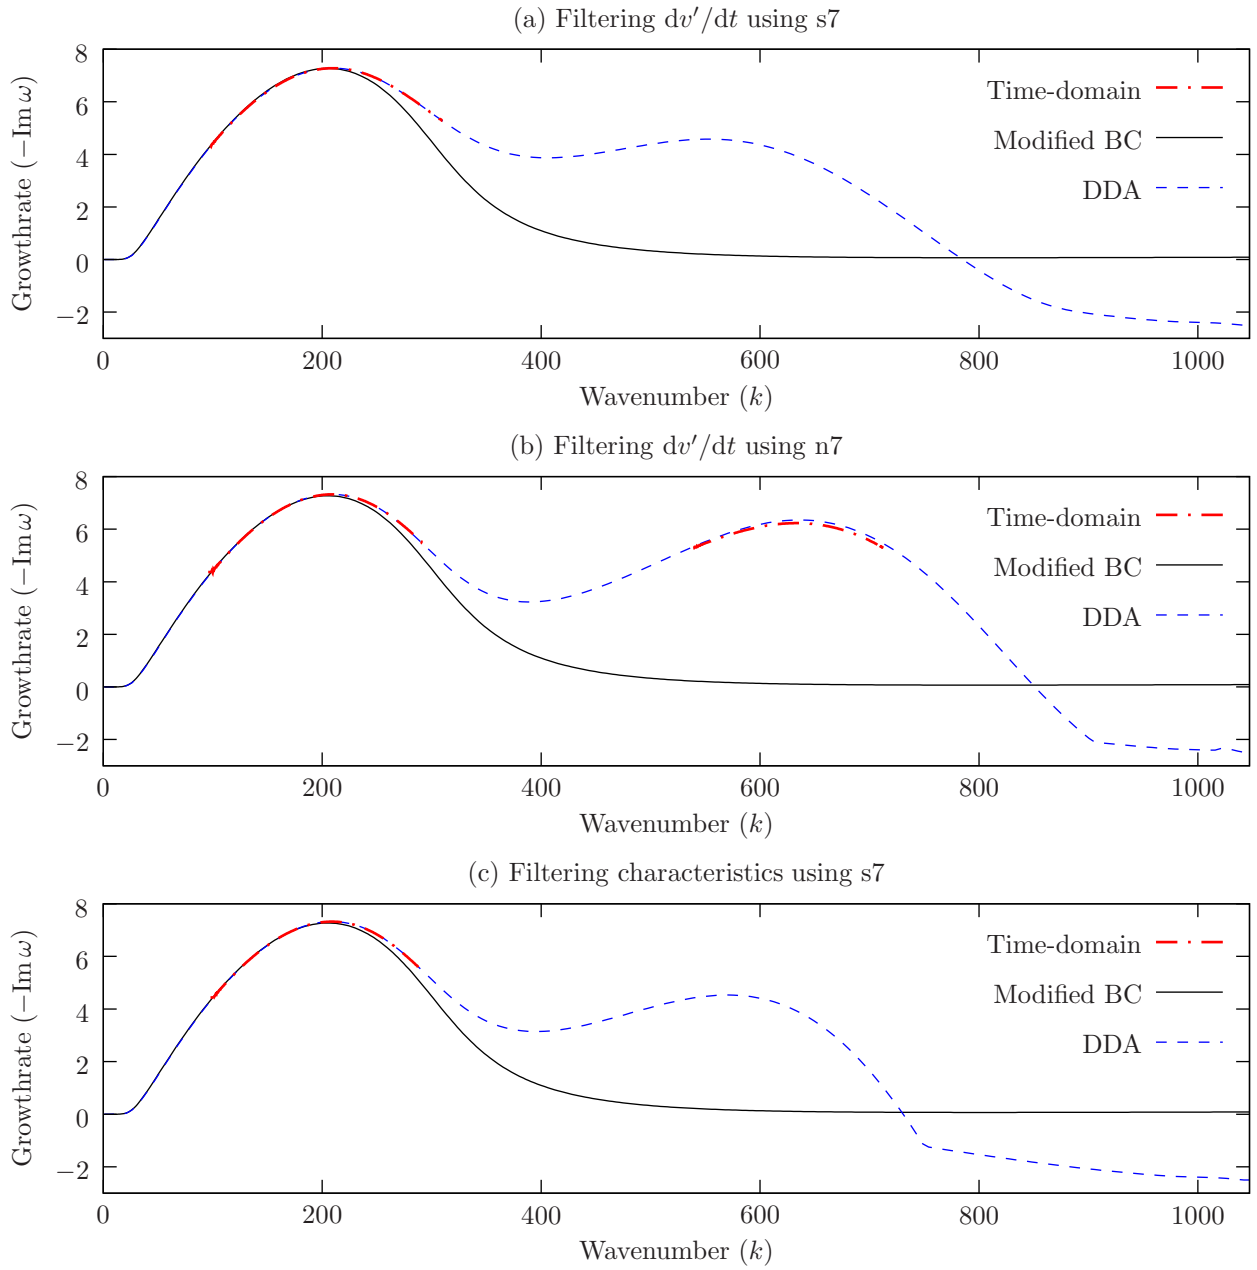 (a) Filtering dv′/dt using s7
8
6
4
2
0
−2
Growthrate (−Im ω)
Time-domain
Modified BC
DDA
0 200 400 600 800 1000
Wavenumber (k)
(b) Filtering dv′/dt using n7
8
6
4
2
0
−2
Growthrate (−Im ω)
Time-domain
Modified BC
DDA
0 200 400 600 800 1000
Wavenumber (k)
(c) Filtering characteristics using s7
8
6
4
2
0
−2
Growthrate (−Im ω)
Time-domain
Modified BC
DDA
0 200 400 600 800 1000
Wavenumber (k)